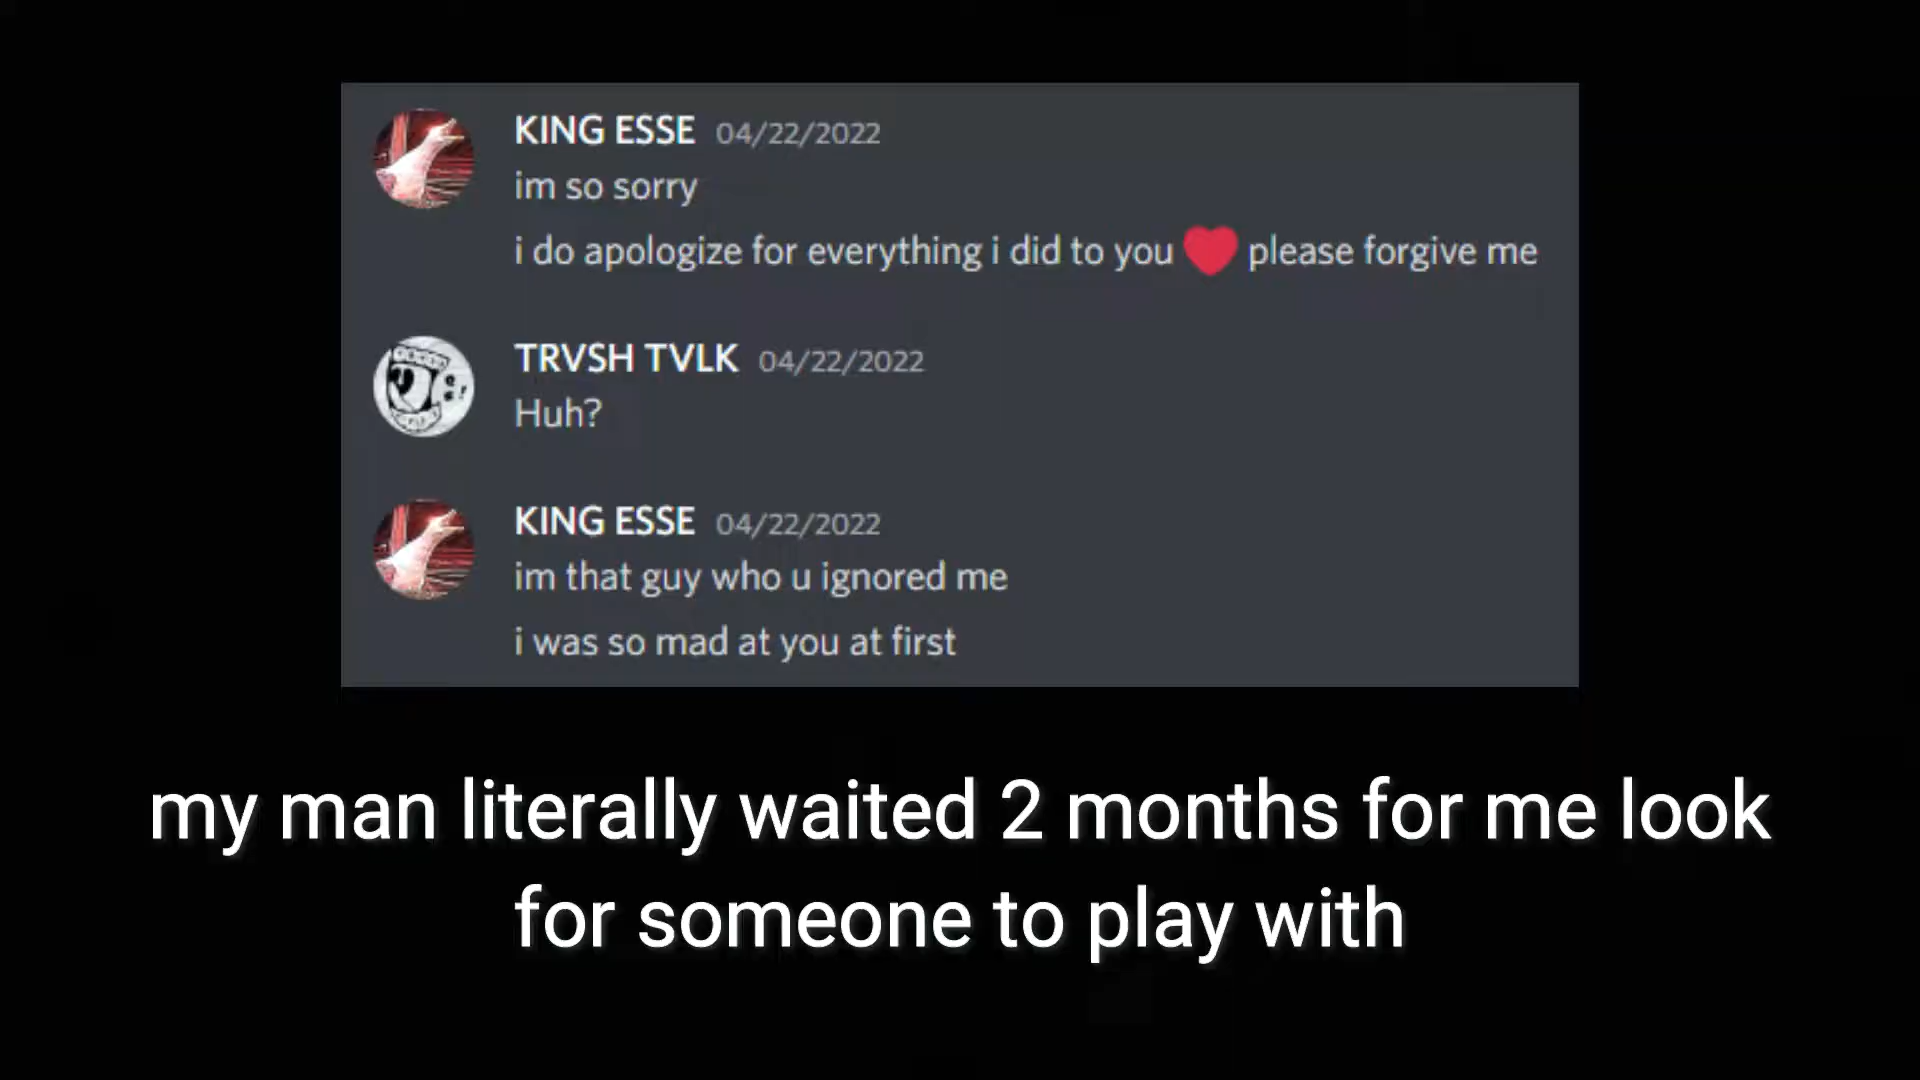 KING ESSE 04/22/2022
im so sorry
i do apologize for everything i did to you ❤ please forgive me
TRVSH TVLK 04/22/2022
Huh?
KING ESSE 04/22/2022
im that guy who u ignored me
i was so mad at you at first
my man literally waited 2 months for me look
for someone to play with